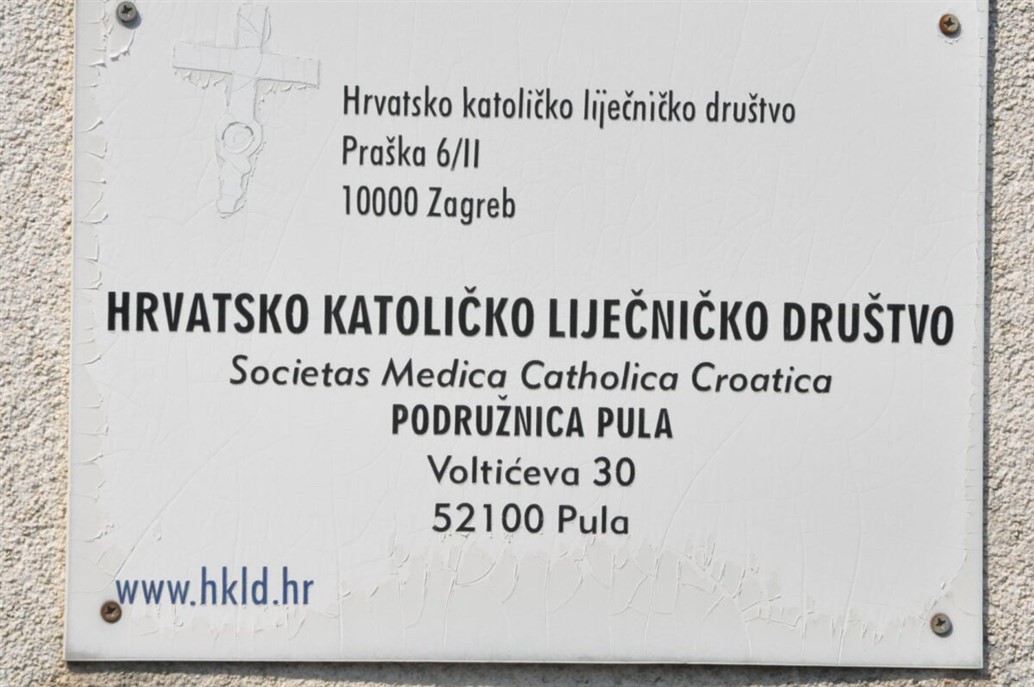 Hrvatsko katoličko liječničko društvo
Praška 6/II
10000 Zagreb
HRVATSKO KATOLIČKO LIJEČNIČKO DRUŠTVO
Societas Medica Catholica Croatica
PODRUŽNICA PULA
Voltićeva 30
52100 Pula
www.hkld.hr